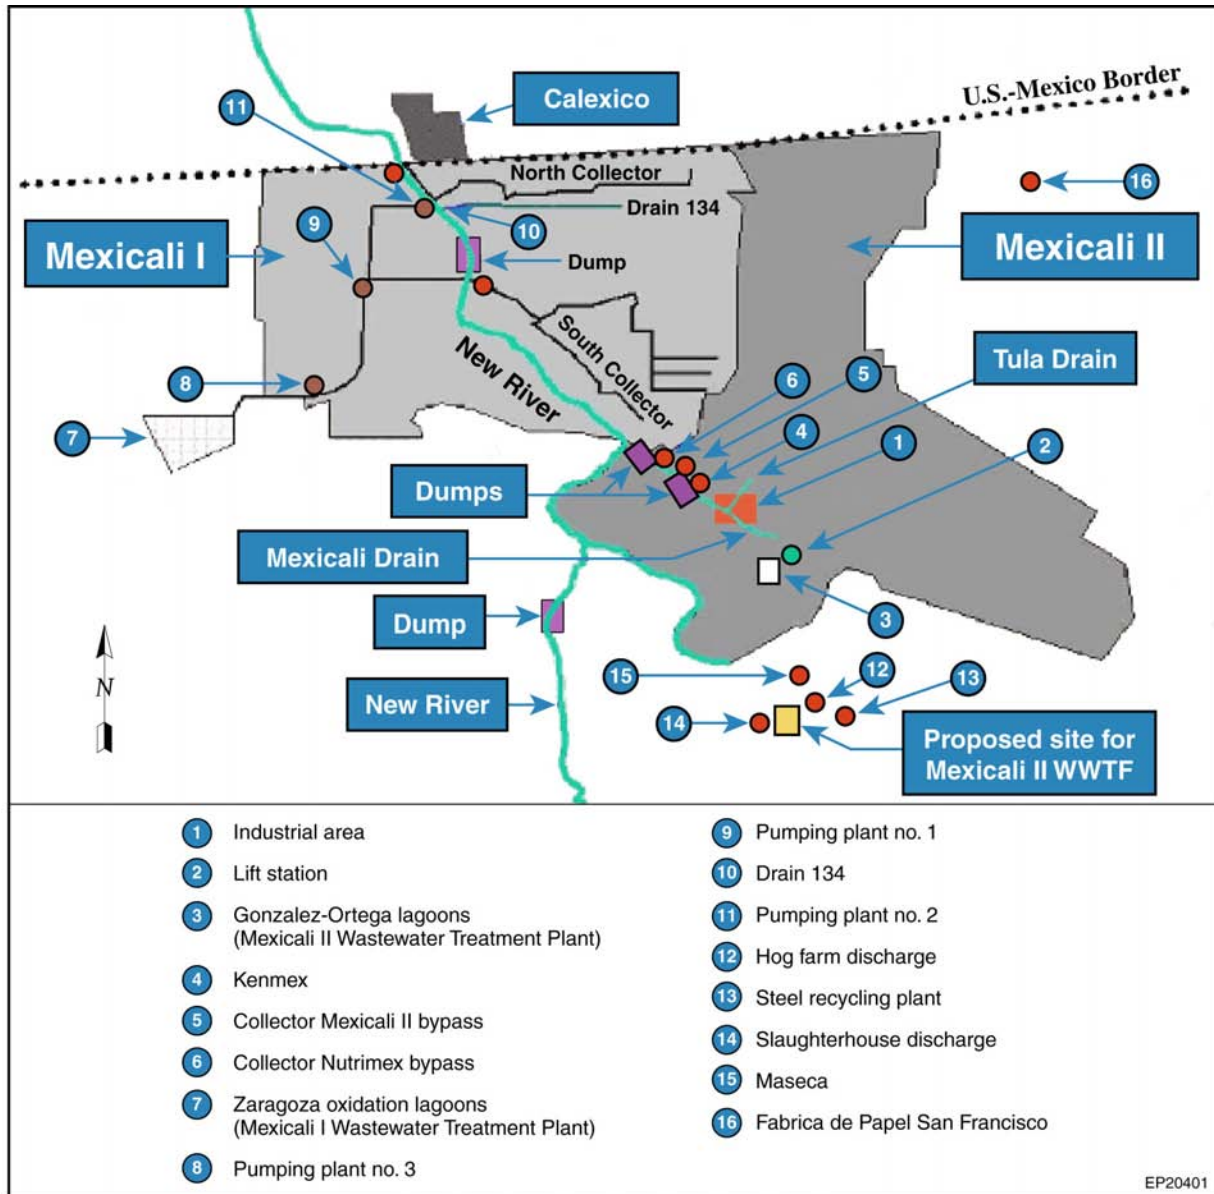 U.S.-Mexico Border
Calexico
11
North Collector
16
Drain 134
9
10
Mexicali I
Mexicali II
Dump
South Collector
New River
Tula Drain
8
6
5
7
4
1
2
Dumps
Mexicali Drain
Dump
3
N
15
12
13
New River
14
Proposed site for
Mexicali II WWTF
1 Industrial area
2 Lift station
3 Gonzalez-Ortega lagoons
(Mexicali II Wastewater Treatment Plant)
4 Kenmex
5 Collector Mexicali II bypass
6 Collector Nutrimex bypass
7 Zaragoza oxidation lagoons
(Mexicali I Wastewater Treatment Plant)
8 Pumping plant no. 3
9 Pumping plant no. 1
10 Drain 134
11 Pumping plant no. 2
12 Hog farm discharge
13 Steel recycling plant
14 Slaughterhouse discharge
15 Maseca
16 Fabrica de Papel San Francisco
EP20401